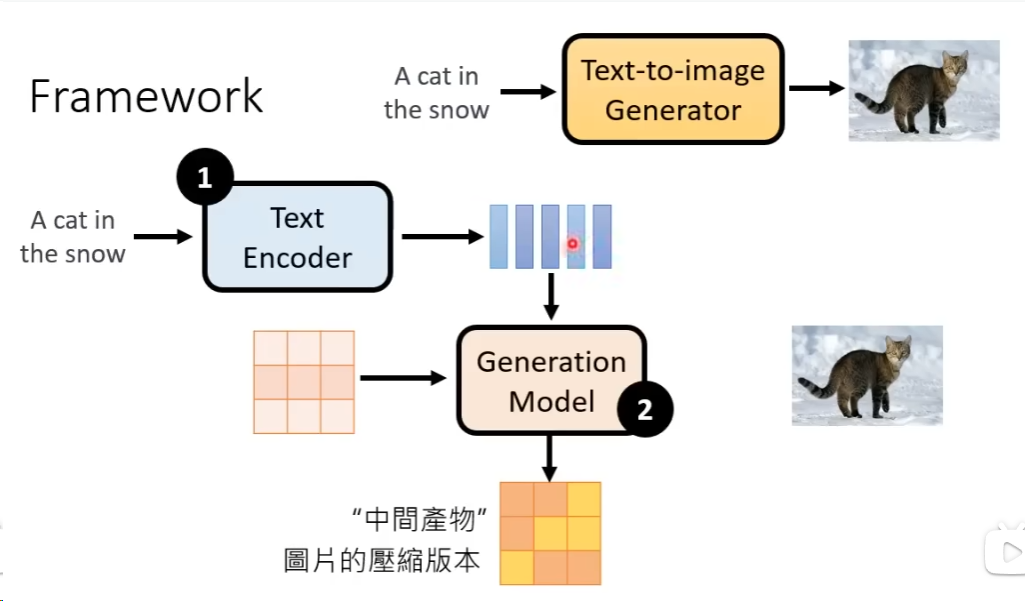 Framework
A cat in
the snow
Text-to-image
Generator
1
A cat in
the snow
Text
Encoder
Generation
Model
2
“中間產物”
圖片的壓縮版本